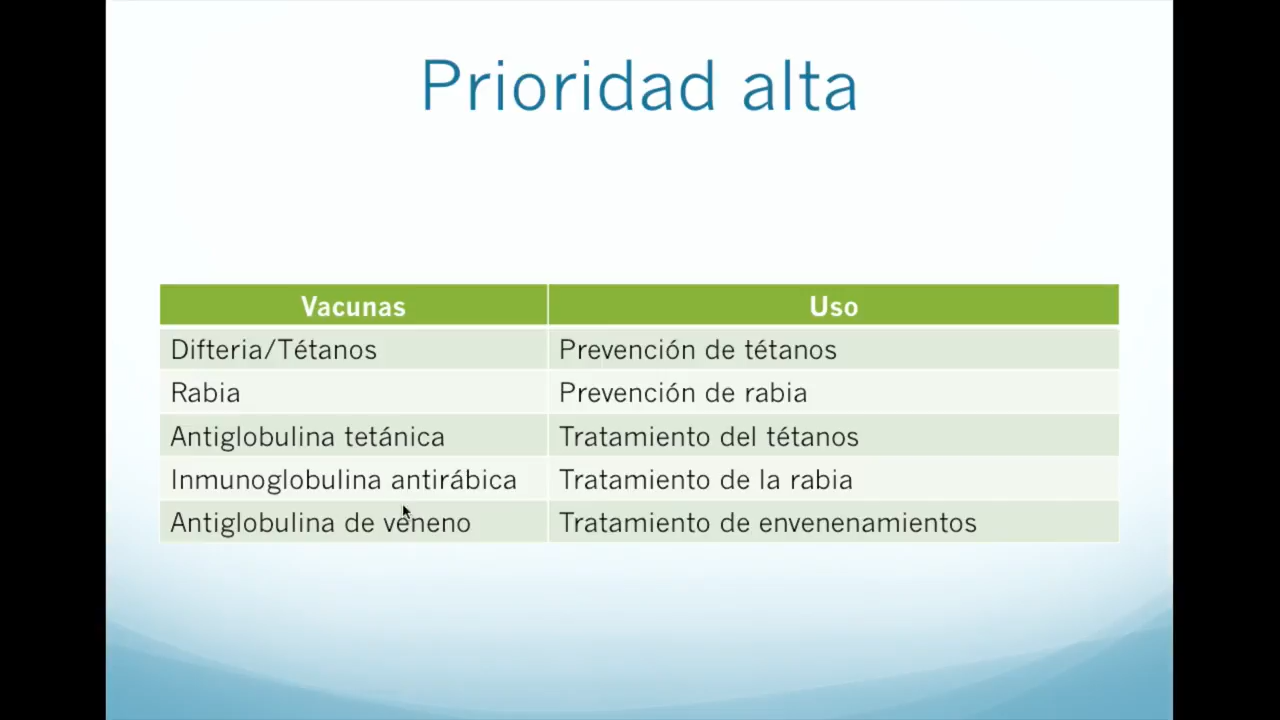 Prioridad alta
Vacunas Uso
Difteria/Tétanos Prevención de tétanos
Rabia Prevención de rabia
Antiglobulina tetánica Tratamiento del tétanos
Inmunoglobulina antirábica Tratamiento de la rabia
Antiglobulina de veneno Tratamiento de envenenamientos